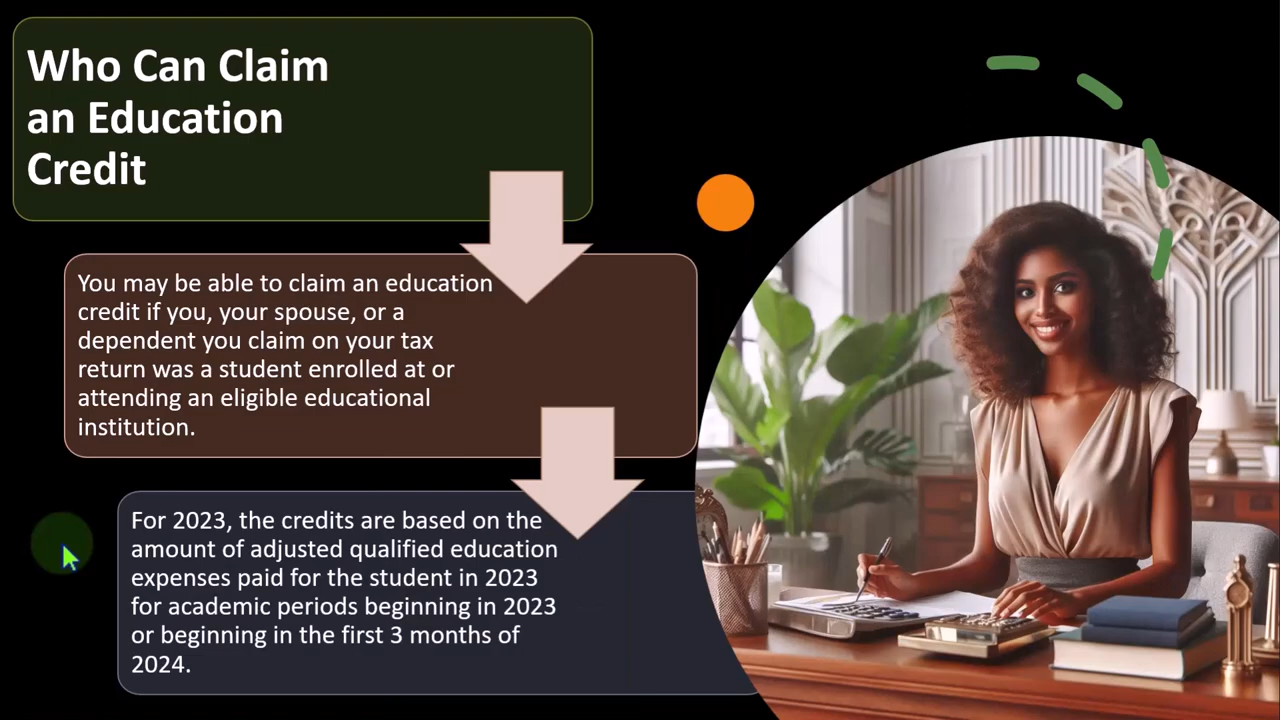 Who Can Claim
an Education
Credit
You may be able to claim an education
credit if you, your spouse, or a
dependent you claim on your tax
return was a student enrolled at or
attending an eligible educational
institution.
For 2023, the credits are based on the
amount of adjusted qualified education
expenses paid for the student in 2023
for academic periods beginning in 2023
or beginning in the first 3 months of
2024.